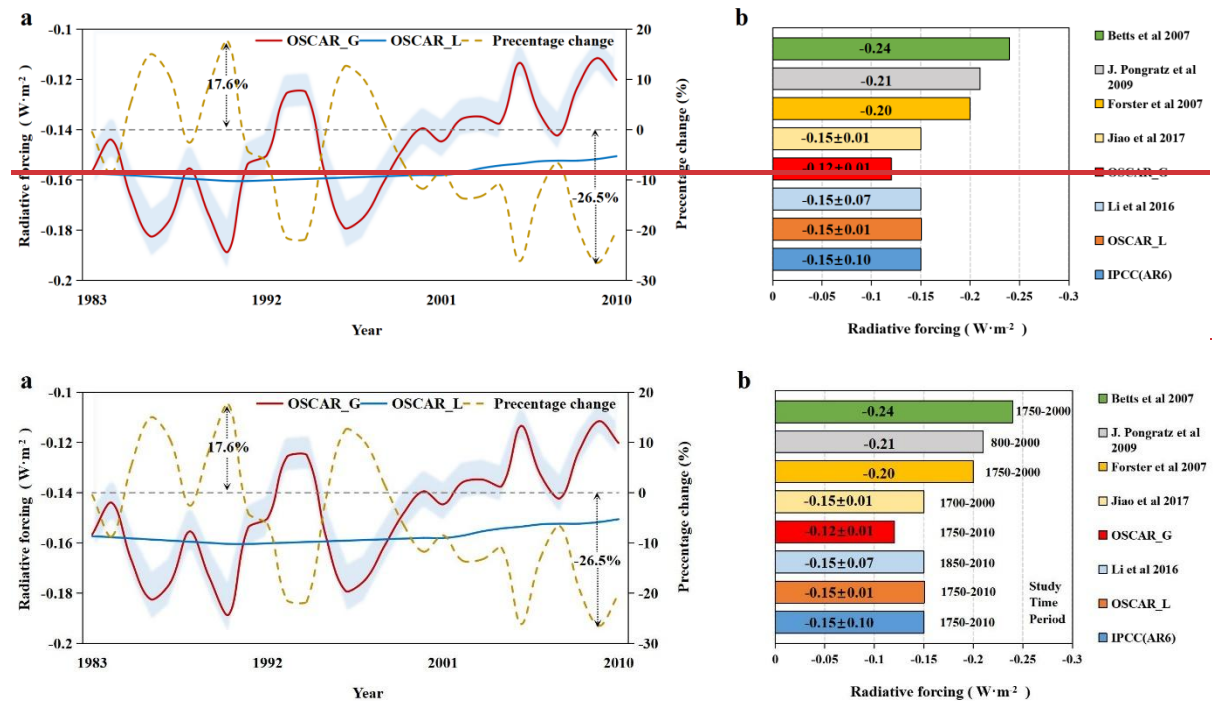 a
OSCAR_G OSCAR_L Precentage change
Radiative forcing ( W·m⁻² )
-0.1
-0.12
-0.14
-0.16
-0.18
-0.2
17.6%
-26.5%
20
10
0
-10
-20
-30
Precentage change (%)
1983 1992 2001 2010
Year
b
-0.24
-0.21
-0.20
-0.15±0.01
-0.12±0.01
-0.15±0.07
-0.15±0.01
-0.15±0.10
0 -0.05 -0.1 -0.15 -0.2 -0.25 -0.3
Radiative forcing ( W·m⁻² )
Betts et al 2007
J. Pongratz et al
2009
Forster et al 2007
Jiao et al 2017
OSCAR_G
Li et al 2016
OSCAR_L
IPCC(AR6)
a
OSCAR_G OSCAR_L Precentage change
Radiative forcing ( W·m⁻² )
-0.1
-0.12
-0.14
-0.16
-0.18
-0.2
17.6%
-26.5%
20
10
0
-10
-20
-30
Precentage change (%)
1983 1992 2001 2010
Year
b
-0.24 1750-2000
-0.21 800-2000
-0.20 1750-2000
-0.15±0.01 1700-2000
-0.12±0.01 1750-2010
-0.15±0.07 1850-2010
-0.15±0.01 1750-2010
-0.15±0.10 1750-2010
Study
Time
Period
0 -0.05 -0.1 -0.15 -0.2 -0.25 -0.3
Radiative forcing ( W·m⁻² )
Betts et al 2007
J. Pongratz et al
2009
Forster et al 2007
Jiao et al 2017
OSCAR_G
Li et al 2016
OSCAR_L
IPCC(AR6)